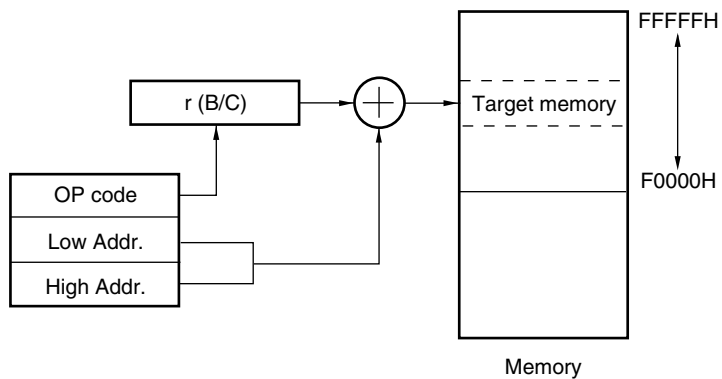 FFFFFH
r (B/C)
Target memory
OP code
F0000H
Low Addr.
High Addr.
Memory